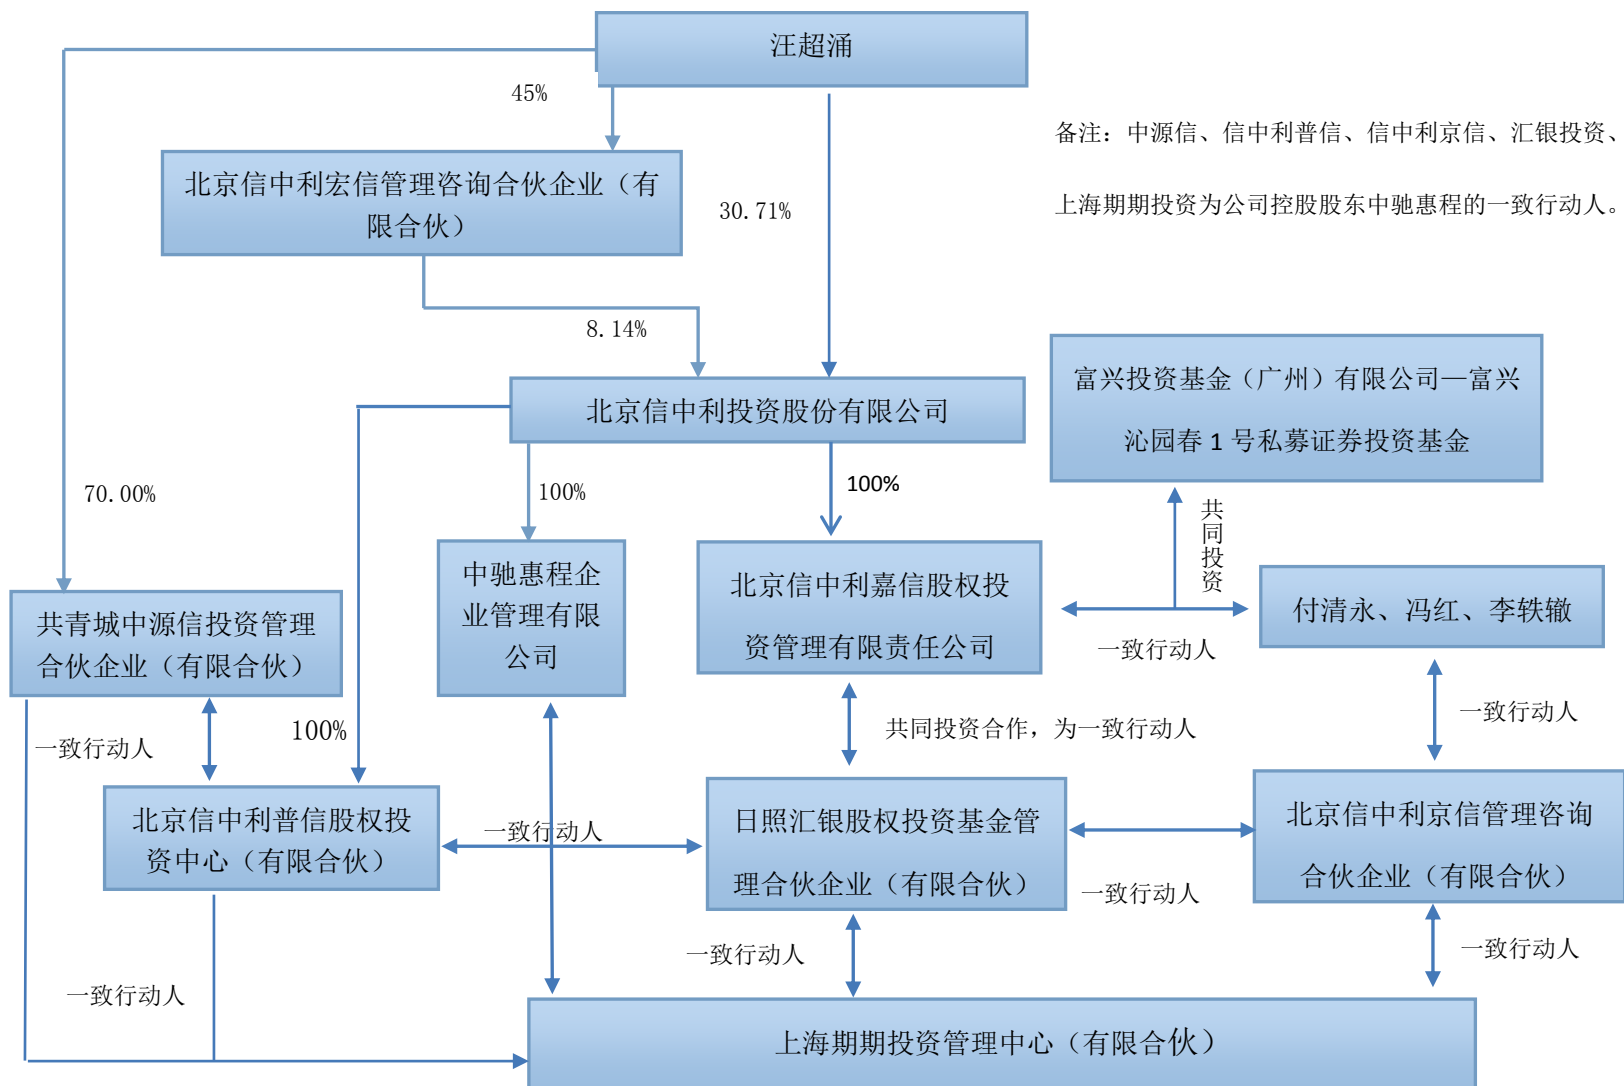 汪超涌
45%
备注：中源信、信中利普信、信中利京信、汇银投资、
上海期期投资为公司控股股东中驰惠程的一致行动人。
北京信中利宏信管理咨询合伙企业（有
限合伙）
30.71%
8.14%
富兴投资基金（广州）有限公司—富兴
沁园春 1 号私募证券投资基金
北京信中利投资股份有限公司
70.00%
100%
100%
共同投资
中驰惠程企
业管理有限
公司
北京信中利嘉信股权投
资管理有限责任公司
付清永、冯红、李轶辙
共青城中源信投资管理
合伙企业（有限合伙）
一致行动人
一致行动人
100%
共同投资合作，为一致行动人
一致行动人
北京信中利普信股权投
资中心（有限合伙）
一致行动人
日照汇银股权投资基金管
理合伙企业（有限合伙）
一致行动人
北京信中利京信管理咨询
合伙企业（有限合伙）
一致行动人
一致行动人
一致行动人
上海期期投资管理中心（有限合伙）